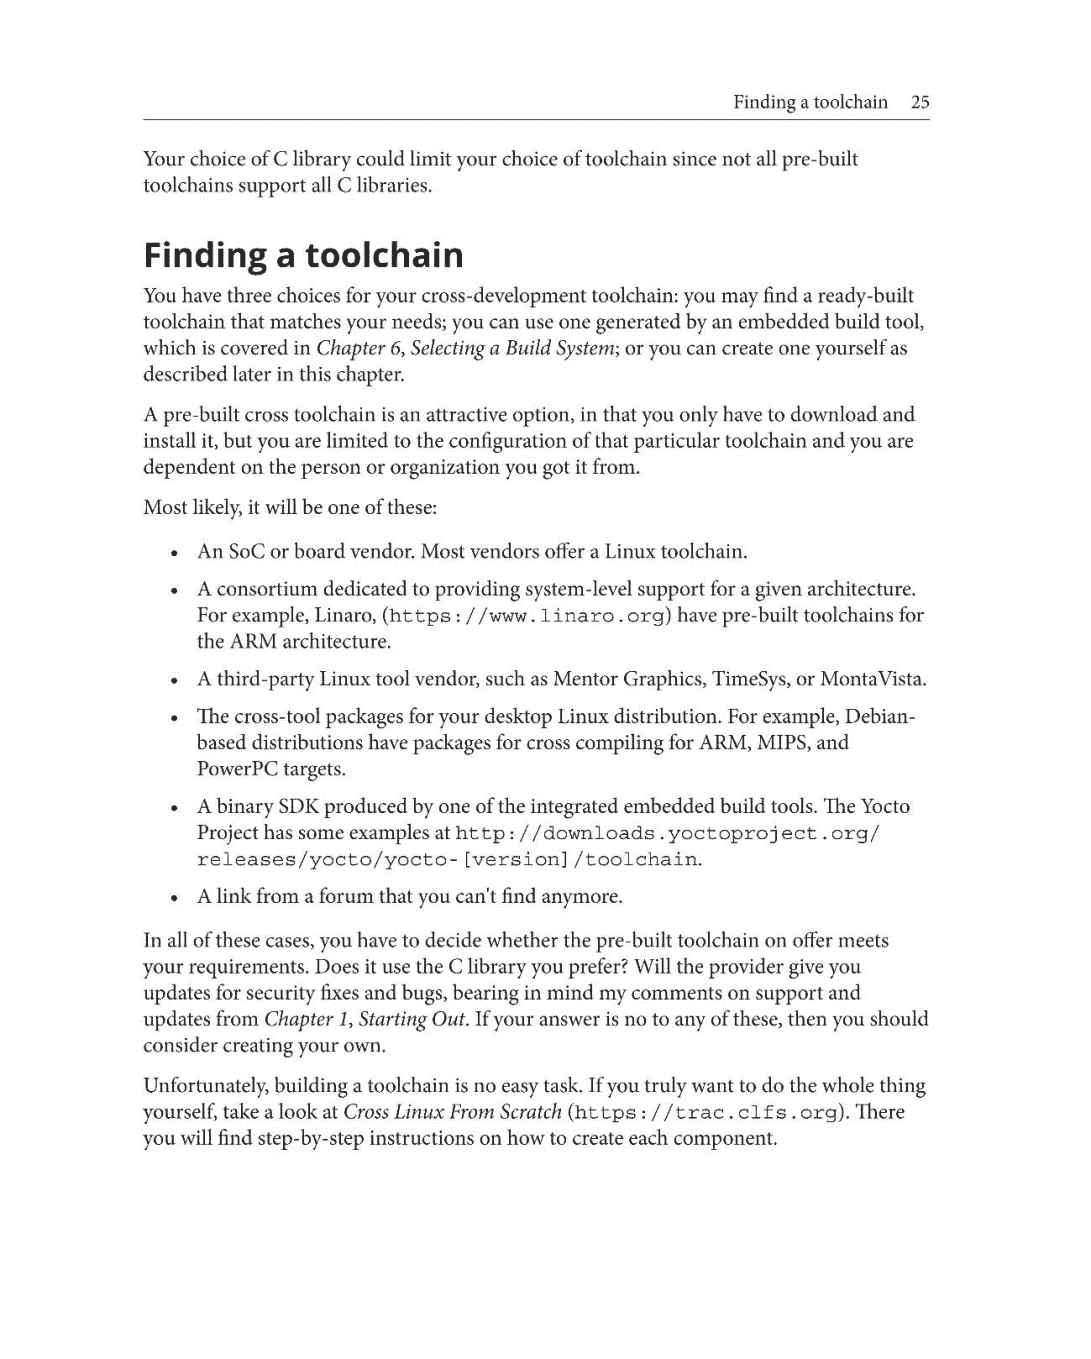 Finding a toolchain 25
Your choice of C library could limit your choice of toolchain since not all pre-built
toolchains support all C libraries.
Finding a toolchain
You have three choices for your cross-development toolchain: you may find a ready-built
toolchain that matches your needs; you can use one generated by an embedded build tool,
which is covered in Chapter 6, Selecting a Build System; or you can create one yourself as
described later in this chapter.
A pre-built cross toolchain is an attractive option, in that you only have to download and
install it, but you are limited to the configuration of that particular toolchain and you are
dependent on the person or organization you got it from.
Most likely, it will be one of these:
• An SoC or board vendor. Most vendors offer a Linux toolchain.
• A consortium dedicated to providing system-level support for a given architecture.
For example, Linaro, (https://www.linaro.org) have pre-built toolchains for
the ARM architecture.
• A third-party Linux tool vendor, such as Mentor Graphics, TimeSys, or MontaVista.
• The cross-tool packages for your desktop Linux distribution. For example, Debian-
based distributions have packages for cross compiling for ARM, MIPS, and
PowerPC targets.
• A binary SDK produced by one of the integrated embedded build tools. The Yocto
Project has some examples at http://downloads.yoctoproject.org/
releases/yocto/yocto-[version]/toolchain.
• A link from a forum that you can't find anymore.
In all of these cases, you have to decide whether the pre-built toolchain on offer meets
your requirements. Does it use the C library you prefer? Will the provider give you
updates for security fixes and bugs, bearing in mind my comments on support and
updates from Chapter 1, Starting Out. If your answer is no to any of these, then you should
consider creating your own.
Unfortunately, building a toolchain is no easy task. If you truly want to do the whole thing
yourself, take a look at Cross Linux From Scratch (https://trac.clfs.org). There
you will find step-by-step instructions on how to create each component.